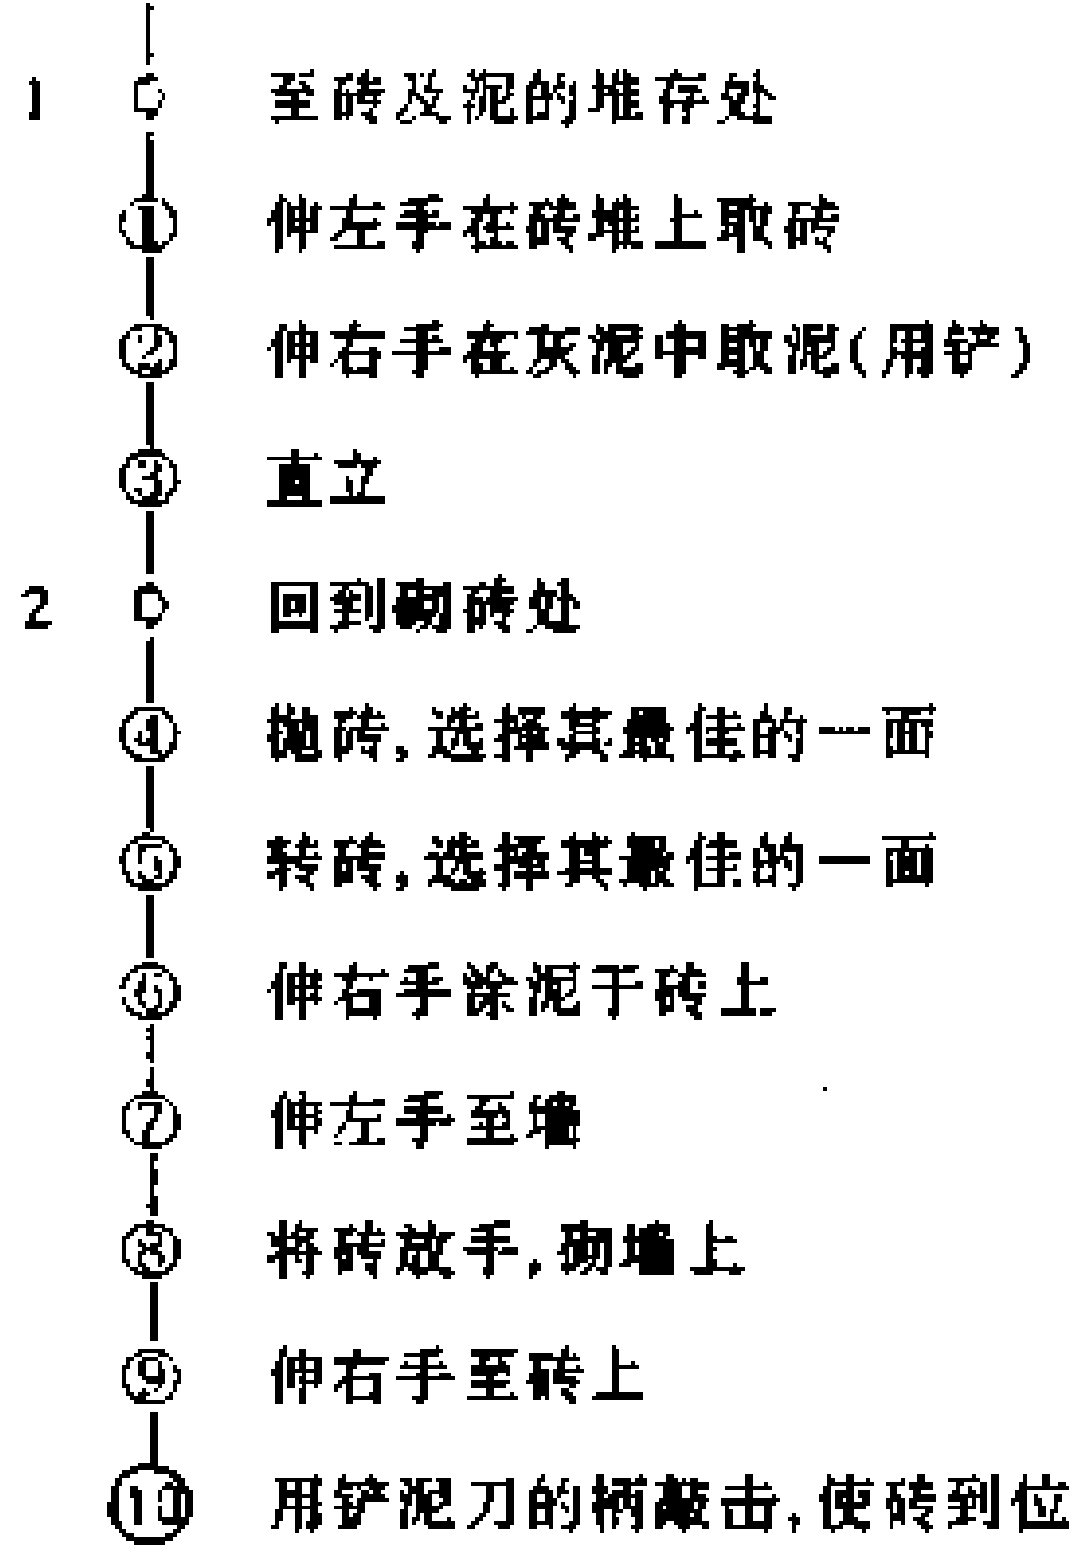 1 至砖及泥的堆存处
① 伸左手在砖堆上取砖
② 伸右手在灰泥中取泥(用铲)
③ 直立
2 回到砌砖处
④ 抛砖,选择其最佳的一面
⑤ 转砖,选择其最佳的一面
⑥ 伸右手涂泥于砖上
⑦ 伸左手至墙
⑧ 将砖放手,砌墙上
⑨ 伸右手至砖上
⑩ 用铲泥刀的柄敲击,使砖到位